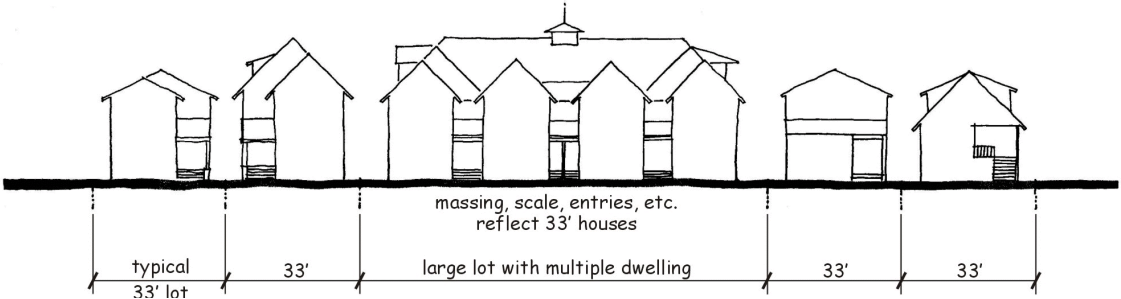 massing, scale, entries, etc.
reflect 33' houses
typical
33' lot
33'
large lot with multiple dwelling
33'
33'